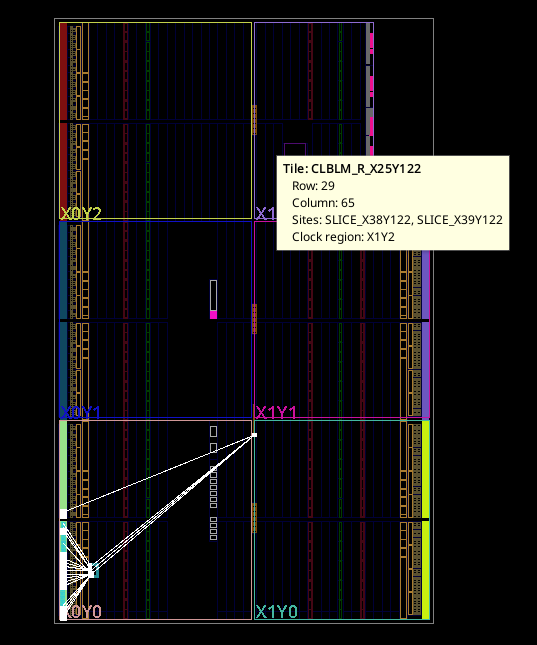 Tile: CLBLM_R_X25Y122
Row: 29
Column: 65
Sites: SLICE_X38Y122, SLICE_X39Y122
Clock region: X1Y2
X0Y2
X1
X0Y1
X1Y1
X0Y0
X1Y0